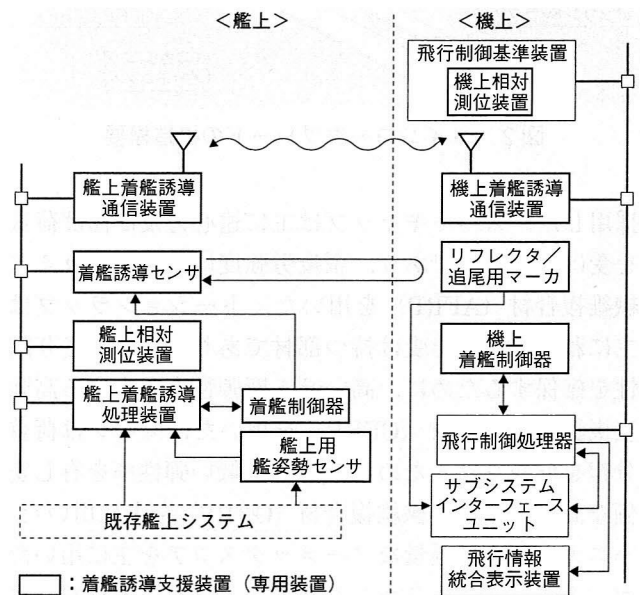 <艦上>
<機上>
飛行制御基準装置
機上相対
測位装置
艦上着艦誘導
通信装置
機上着艦誘導
通信装置
着艦誘導センサ
リフレクタ/
追尾用マーカ
艦上相対
測位装置
機上
着艦制御器
艦上着艦誘導
処理装置
着艦制御器
飛行制御処理器
艦上用
艦姿勢センサ
サブシステム
インターフェース
ユニット
既存艦上システム
飛行情報
統合表示装置
:着艦誘導支援装置(専用装置)